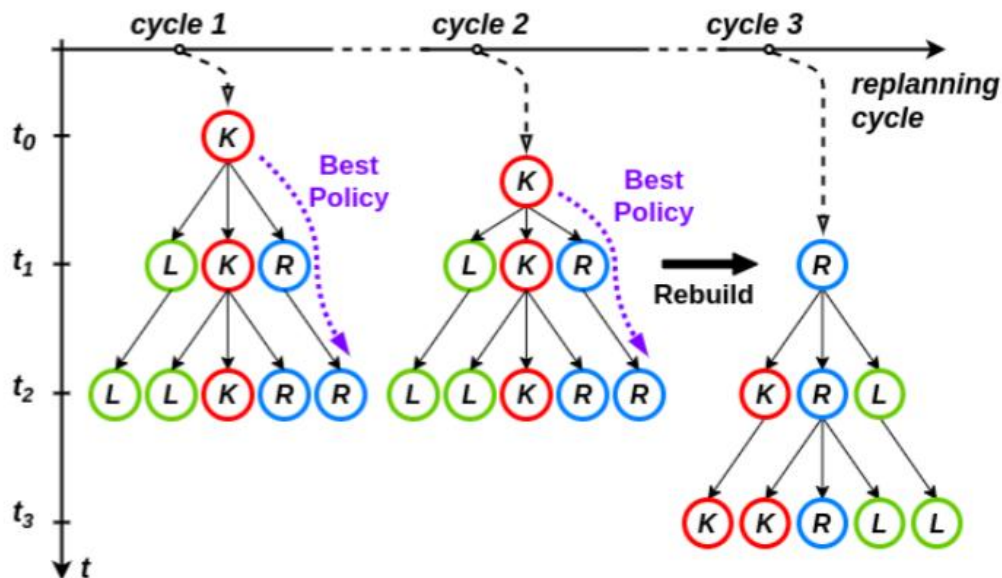 cycle 1
cycle 2
cycle 3
replanning
cycle
t0
K
Best
Policy
K
Best
Policy
t1
L K R
L K R
Rebuild
R
t2
L L K R R
L L K R R
K R L
t3
K K R L L
t